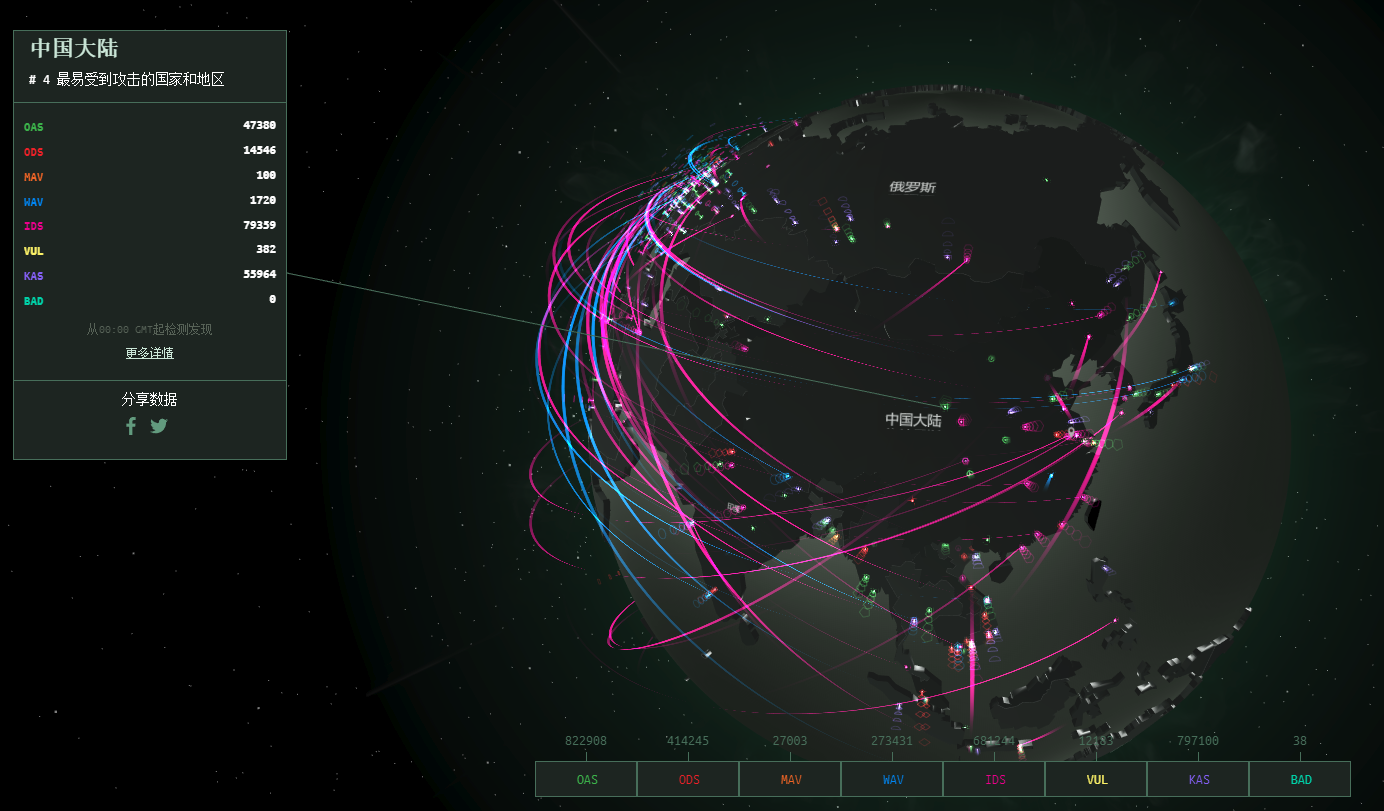 中国大陆
# 4 最易受到攻击的国家和地区
OAS 47380
ODS 14546
MAV 100
WAV 1720
IDS 79359
VUL 382
KAS 55964
BAD 0
从00:00 GMT起检测发现
更多详情
分享数据
俄罗斯
中国大陆
822908 414245 27003 273431 681244 12183 797100 38
OAS ODS MAV WAV IDS VUL KAS BAD